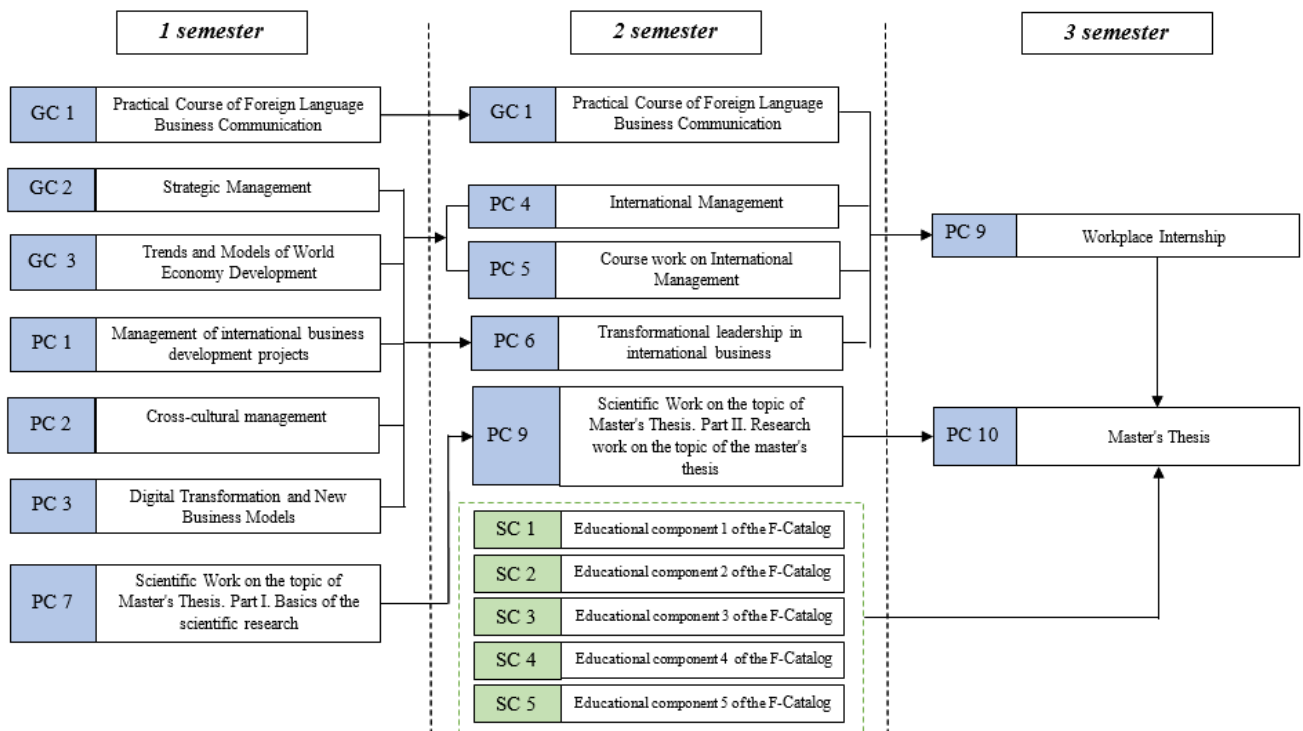 1 semester
GC 1
Practical Course of Foreign Language
Business Communication
GC 2
Strategic Management
GC 3
Trends and Models of World
Economy Development
PC 1
Management of international business
development projects
PC 2
Cross-cultural management
PC 3
Digital Transformation and New
Business Models
PC 7
Scientific Work on the topic of
Master's Thesis. Part I. Basics of the
scientific research
2 semester
GC 1
Practical Course of Foreign Language
Business Communication
PC 4
International Management
PC 5
Course work on International
Management
PC 6
Transformational leadership in
international business
PC 9
Scientific Work on the topic of
Master's Thesis. Part II. Research
work on the topic of the master's
thesis
SC 1
Educational component 1 of the F-Catalog
SC 2
Educational component 2 of the F-Catalog
SC 3
Educational component 3 of the F-Catalog
SC 4
Educational component 4 of the F-Catalog
SC 5
Educational component 5 of the F-Catalog
3 semester
PC 9
Workplace Internship
PC 10
Master's Thesis